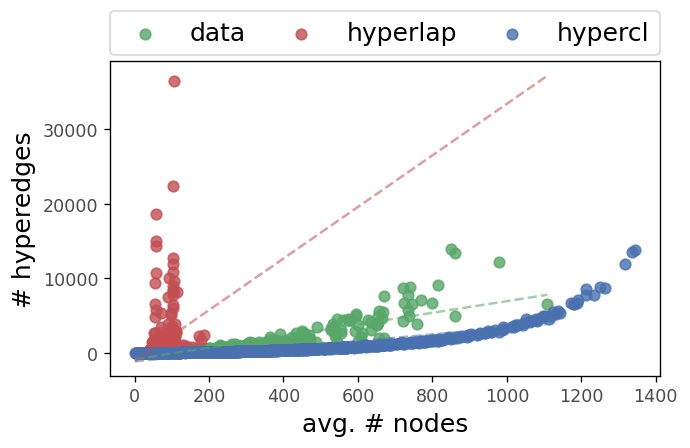 data hyperlap hypercl
# hyperedges
30000
20000
10000
0
0 200 400 600 800 1000 1200 1400
avg. # nodes